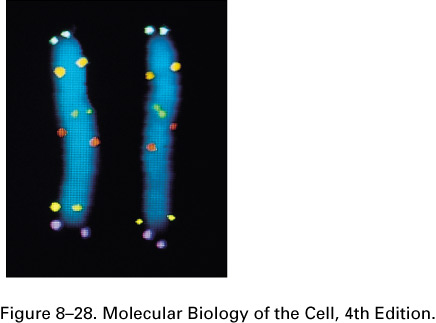 Figure 8–28. Molecular Biology of the Cell, 4th Edition.